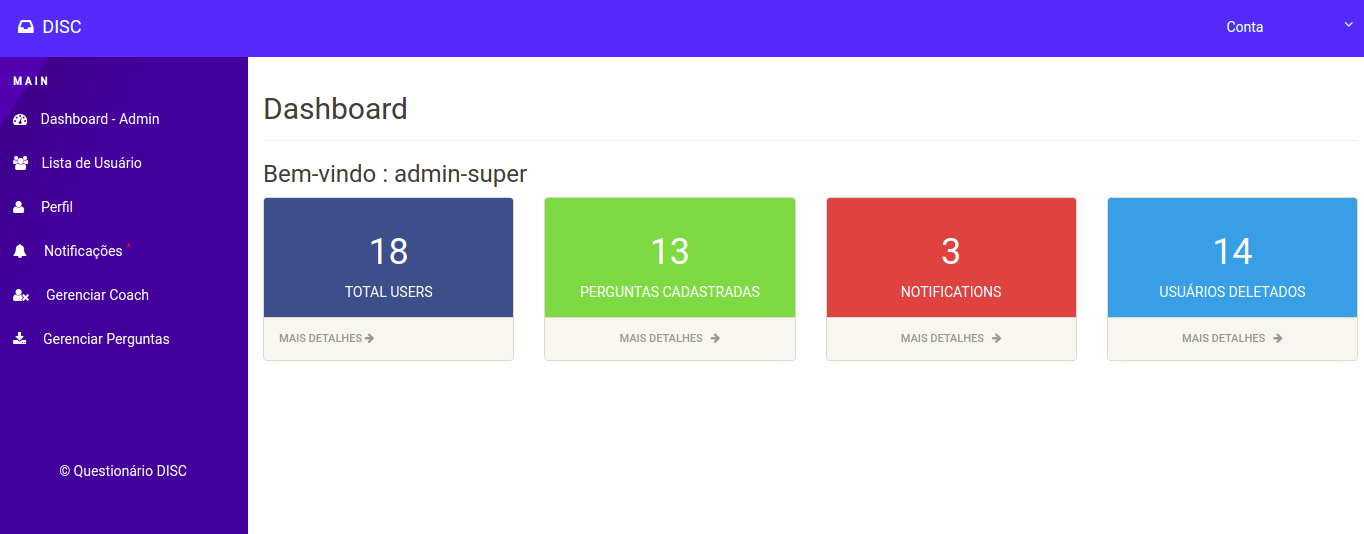 DISC
Conta
MAIN
Dashboard - Admin
Lista de Usuário
Perfil
Notificações *
Gerenciar Coach
Gerenciar Perguntas
© Questionário DISC
Dashboard
Bem-vindo : admin-super
18
TOTAL USERS
MAIS DETALHES
13
PERGUNTAS CADASTRADAS
MAIS DETALHES
3
NOTIFICATIONS
MAIS DETALHES
14
USUÁRIOS DELETADOS
MAIS DETALHES